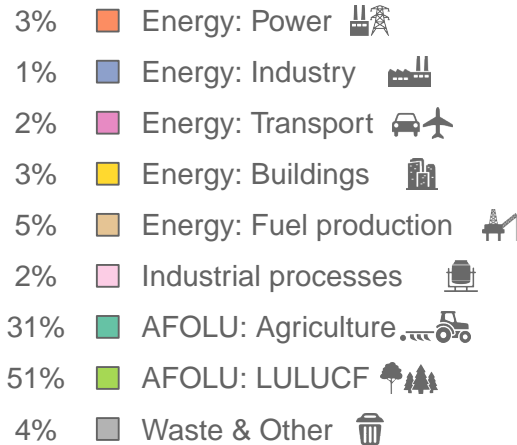 3% Energy: Power
1% Energy: Industry
2% Energy: Transport
3% Energy: Buildings
5% Energy: Fuel production
2% Industrial processes
31% AFOLU: Agriculture
51% AFOLU: LULUCF
4% Waste & Other